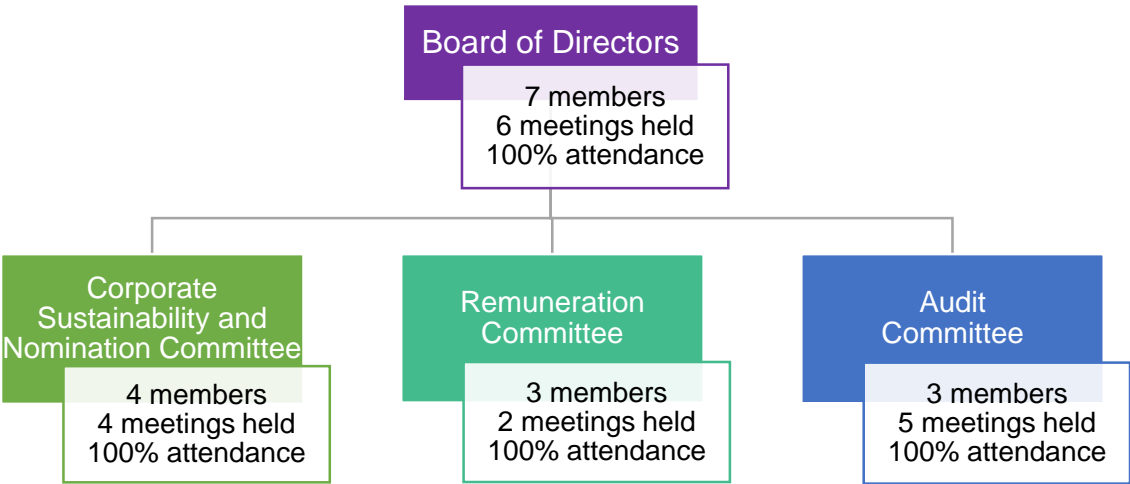 Board of Directors
7 members
6 meetings held
100% attendance
Corporate
Sustainability and
Nomination Committee
4 members
4 meetings held
100% attendance
Remuneration
Committee
3 members
2 meetings held
100% attendance
Audit
Committee
3 members
5 meetings held
100% attendance